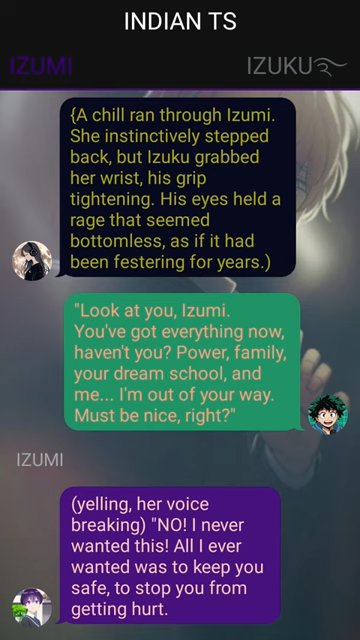 INDIAN TS
IZUMI
IZUKU
{A chill ran through Izumi.
She instinctively stepped
back, but Izuku grabbed
her wrist, his grip
tightening. His eyes held a
rage that seemed
bottomless, as if it had
been festering for years.)
"Look at you, Izumi.
You've got everything now,
haven't you? Power, family,
your dream school, and
me... I'm out of your way.
Must be nice, right?"
IZUMI
(yelling, her voice
breaking) "NO! I never
wanted this! All I ever
wanted was to keep you
safe, to stop you from
getting hurt.